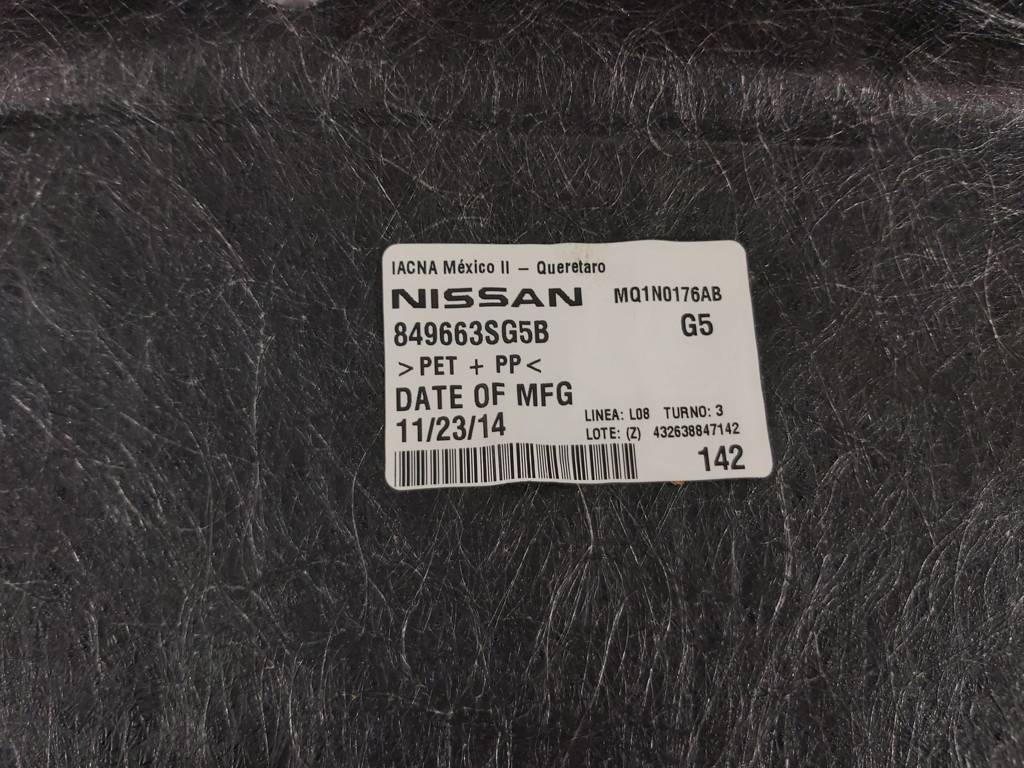 IACNA México II – Queretaro
NISSAN MQ1N0176AB
849663SG5B G5
>PET + PP<
DATE OF MFG
LINEA: L08 TURNO: 3
11/23/14
LOTE: (Z) 432638847142
142